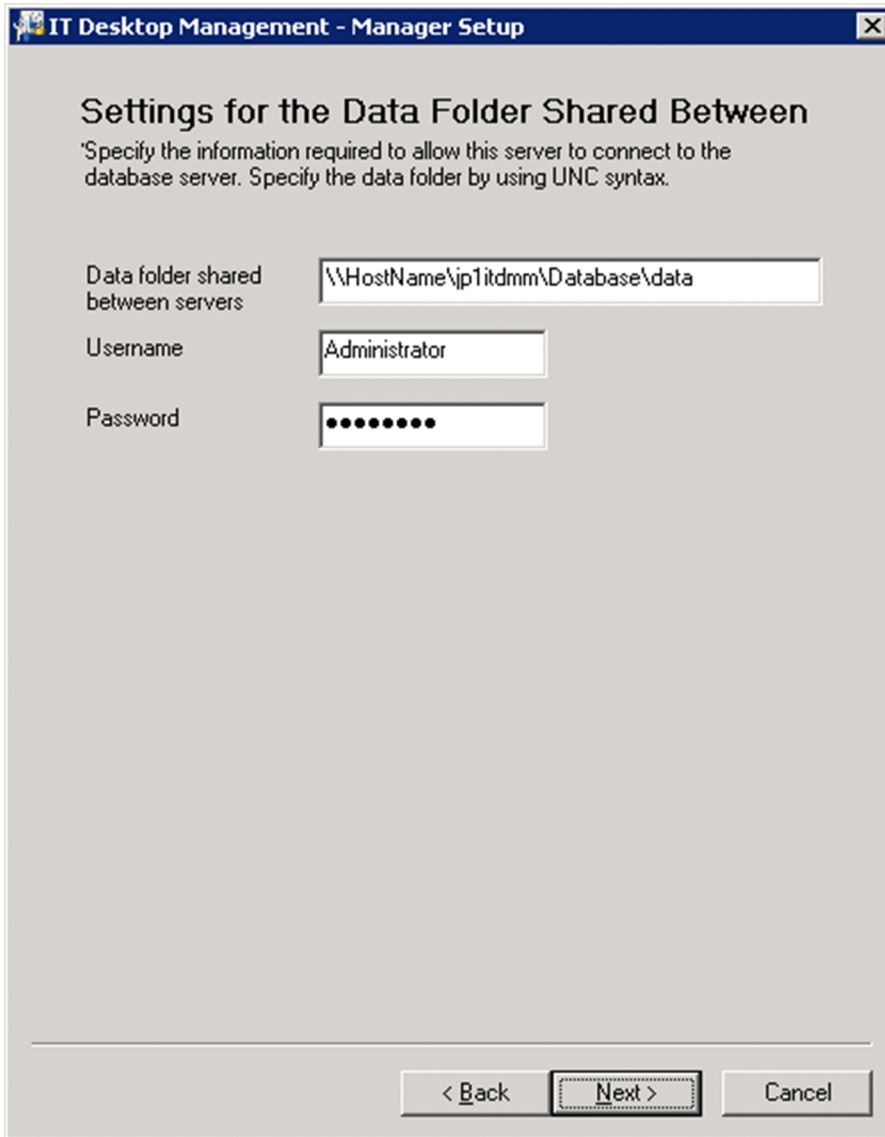 IT Desktop Management - Manager Setup
Settings for the Data Folder Shared Between
'Specify the information required to allow this server to connect to the
database server. Specify the data folder by using UNC syntax.
Data folder shared
between servers
\\HostName\jp1itdmm\Database\data
Username
Administrator
Password
••••••••
< Back
Next >
Cancel